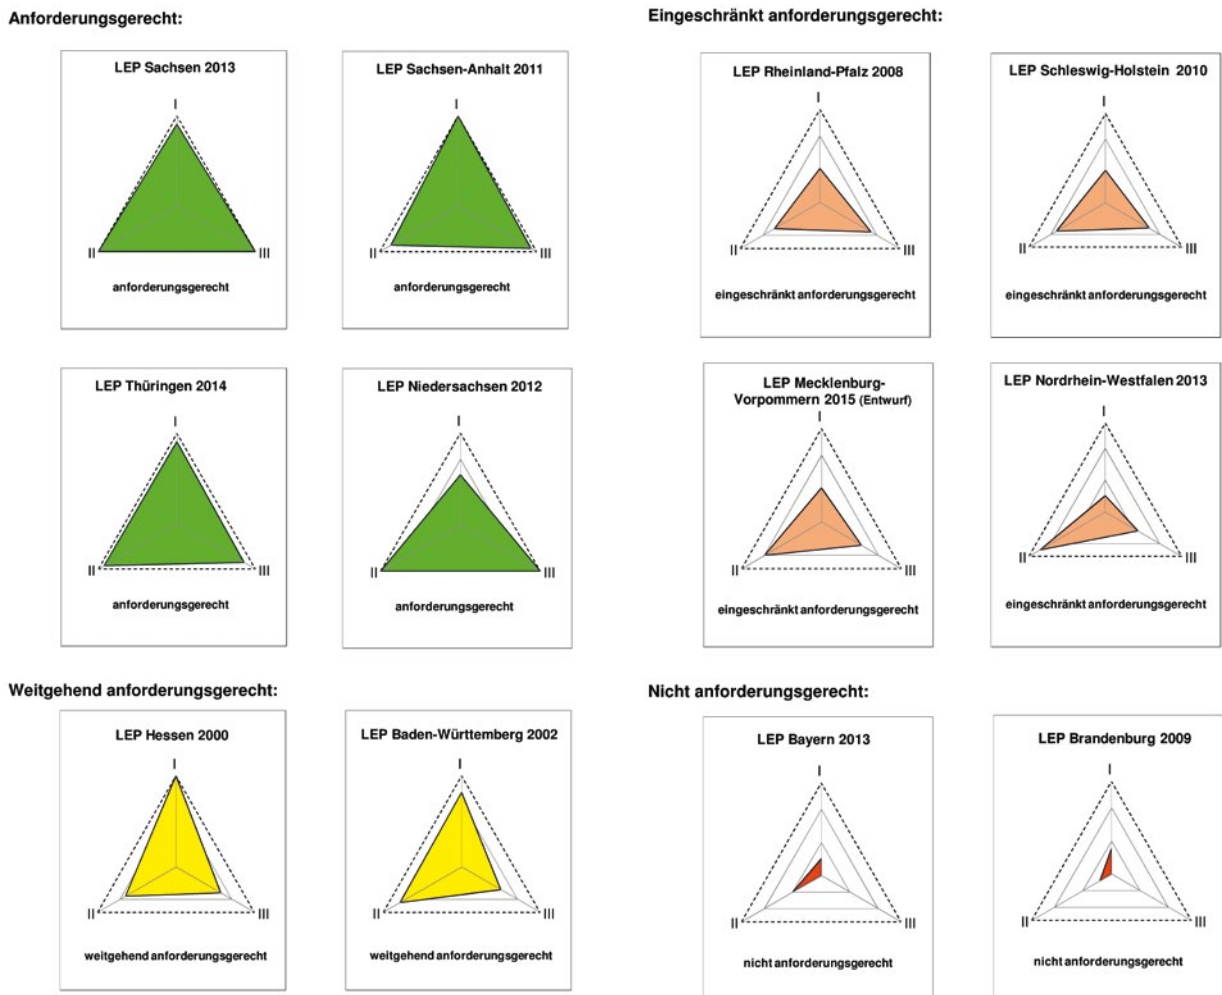 Anforderungsgerecht:
LEP Sachsen 2013
I
II
III
anforderungsgerecht
LEP Sachsen-Anhalt 2011
I
II
III
anforderungsgerecht
LEP Thüringen 2014
I
II
III
anforderungsgerecht
LEP Niedersachsen 2012
I
II
III
anforderungsgerecht
Weitgehend anforderungsgerecht:
LEP Hessen 2000
I
II
III
weitgehend anforderungsgerecht
LEP Baden-Württemberg 2002
I
II
III
weitgehend anforderungsgerecht
Eingeschränkt anforderungsgerecht:
LEP Rheinland-Pfalz 2008
I
II
III
eingeschränkt anforderungsgerecht
LEP Schleswig-Holstein 2010
I
II
III
eingeschränkt anforderungsgerecht
LEP Mecklenburg-
Vorpommern 2015 (Entwurf)
I
II
III
eingeschränkt anforderungsgerecht
LEP Nordrhein-Westfalen 2013
I
II
III
eingeschränkt anforderungsgerecht
Nicht anforderungsgerecht:
LEP Bayern 2013
I
II
III
nicht anforderungsgerecht
LEP Brandenburg 2009
I
II
III
nicht anforderungsgerecht